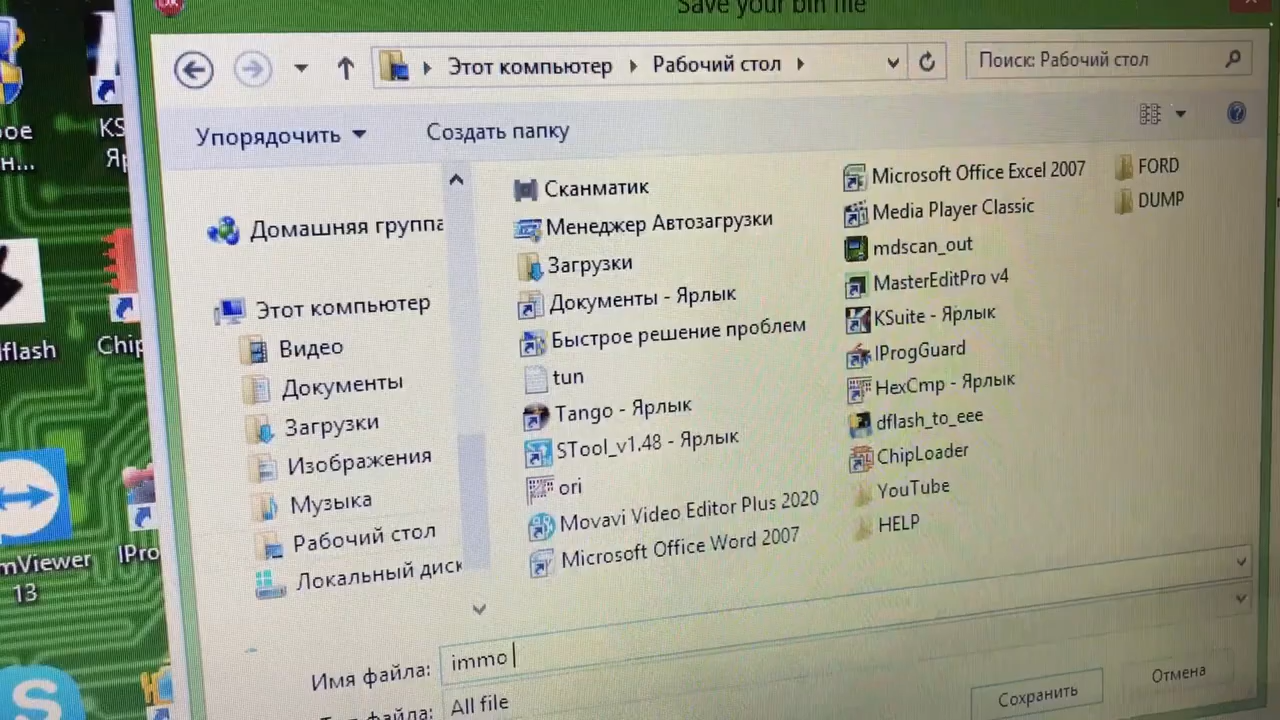 Save your bin file
Этот компьютер
Рабочий стол
Поиск: Рабочий стол
Упорядочить
Создать папку
Домашняя группа
Этот компьютер
Видео
Документы
Загрузки
Изображения
Музыка
Рабочий стол
Локальный диск
Сканматик
Менеджер Автозагрузки
Загрузки
Документы - Ярлык
Быстрое решение проблем
tun
Tango - Ярлык
STool_v1.48 - Ярлык
ori
Movavi Video Editor Plus 2020
Microsoft Office Word 2007
Microsoft Office Excel 2007
Media Player Classic
mdscan_out
MasterEditPro v4
KSuite - Ярлык
IProgGuard
HexCmp - Ярлык
dflash_to_eee
ChipLoader
YouTube
HELP
FORD
DUMP
Имя файла: immo
файла: All file
Сохранить
Отмена
ое
н...
KS
Яр
flash
Chip
mViewer
13
IPro